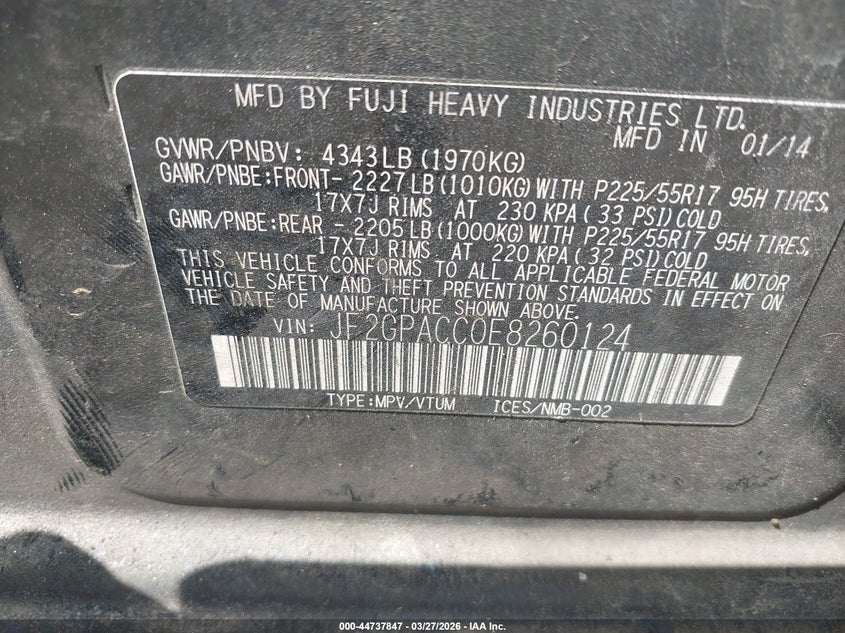 MFD BY FUJI HEAVY INDUSTRIES LTD.
MFD IN 01/14
GVWR/PNBV: 4343LB(1970KG)
GAWR/PNBE:FRONT- 2227LB(1010KG)WITH P225/55R17 95H TIRES,
17X7J RIMS AT 230 KPA( 33 PSI)COLD
GAWR/PNBE:REAR - 2205LB(1000KG)WITH P225/55R17 95H TIRES,
17X7J RIMS AT 220 KPA( 32 PSI)COLD
THIS VEHICLE CONFORMS TO ALL APPLICABLE FEDERAL MOTOR
VEHICLE SAFETY AND THEFT PREVENTION STANDARDS IN EFFECT ON
THE DATE OF MANUFACTURE SHOWN ABOVE.
VIN: JF2GPACC0E8260124
TYPE:MPV/VTUM ICES/NMB-002
000-44737847 - 03/27/2026 - IAA Inc.